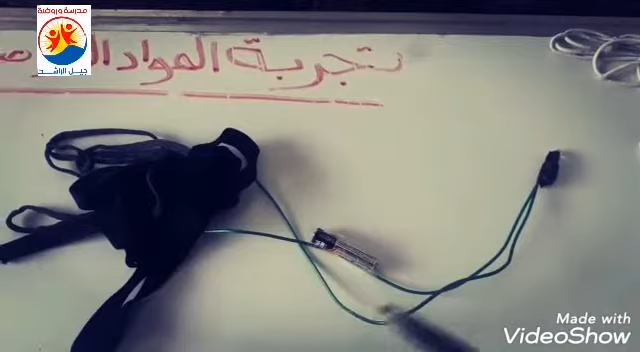 مدرسة وروضة
جيل الراشد
تجربة المواد
Made with
VideoShow